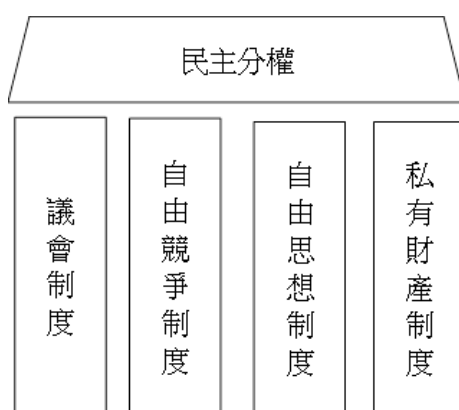 民主分權
議會制度
自由競爭制度
自由思想制度
私有財產制度